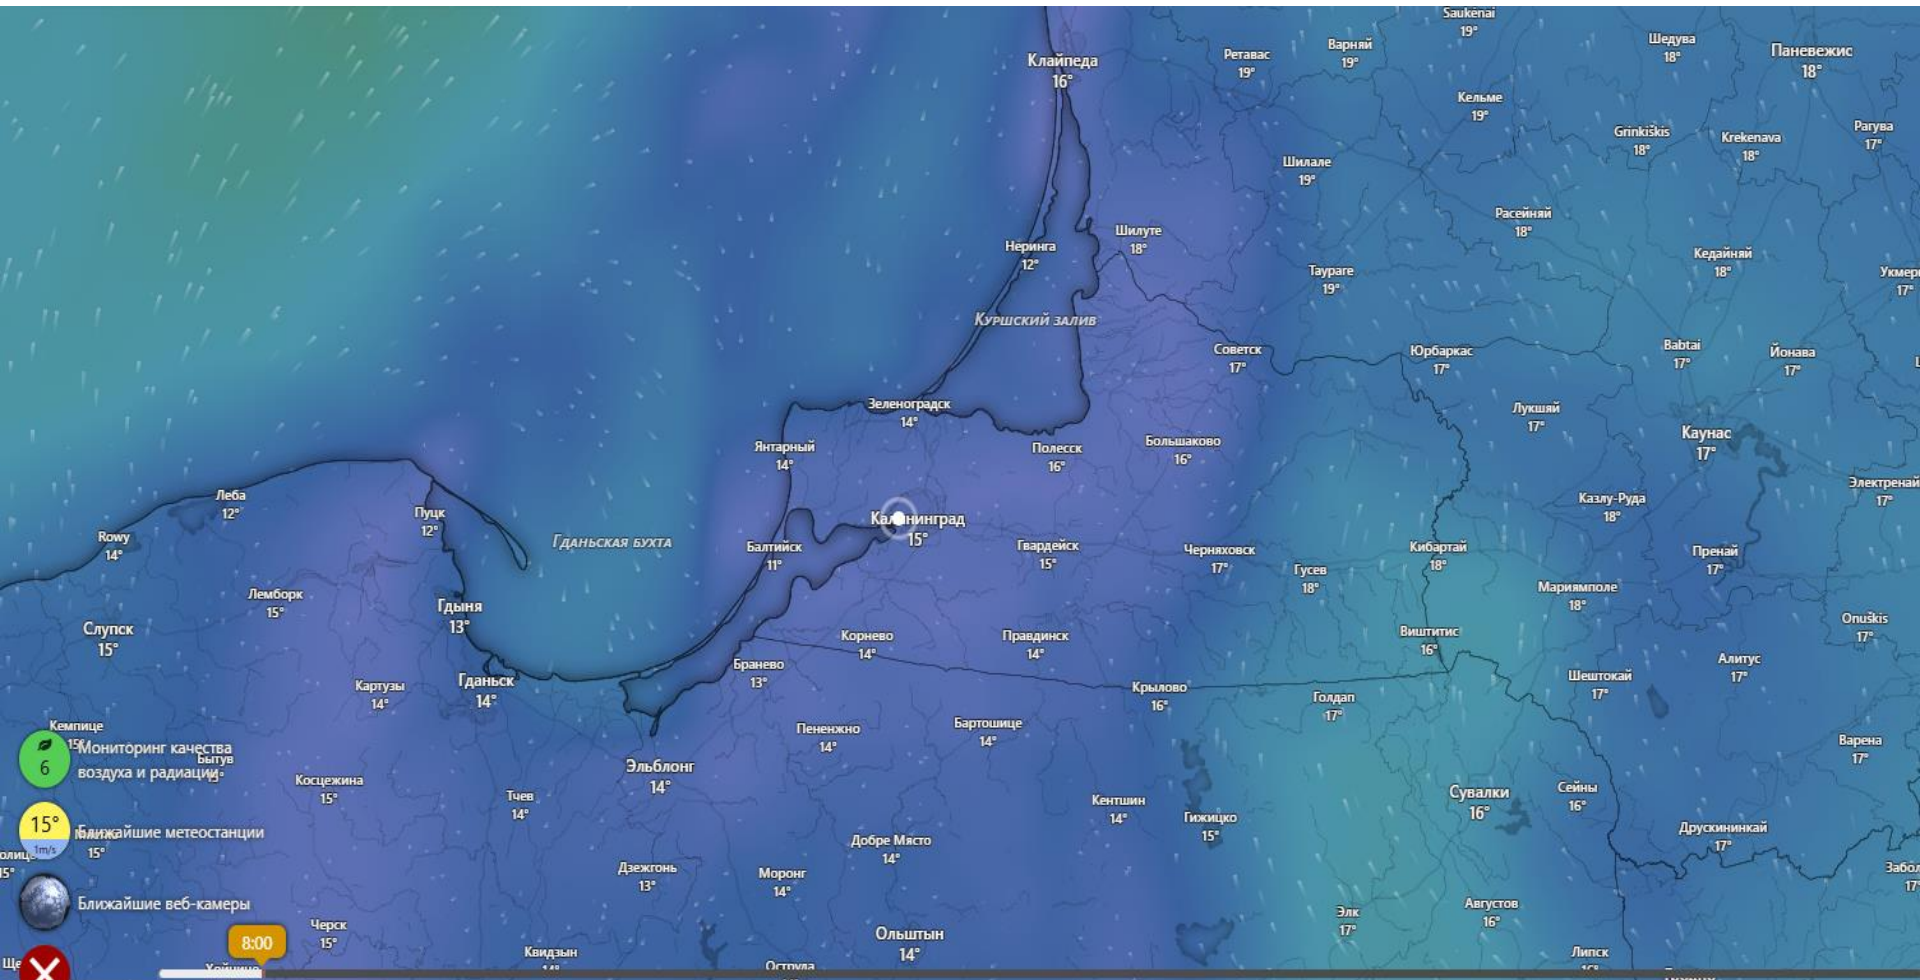 Saukėnai
19°
Клайпеда
16°
Ретавас
19°
Варняй
19°
Шедува
18°
Паневежис
18°
Кельме
19°
Grinkiškis
18°
Krekenava
18°
Рагува
17°
Шилале
19°
Расейняй
18°
Шилуте
18°
Неринга
12°
Таураге
19°
Кедайняй
18°
Укмер
17°
Куршский залив
Советск
17°
Юрбаркас
17°
Babtai
17°
Йонава
17°
Зеленоградск
14°
Лукшяй
17°
Янтарный
14°
Полесск
16°
Большаково
16°
Каунас
17°
Леба
12°
Пуцк
12°
Казлу-Руда
18°
Электренай
17°
Rowy
14°
Гданьская бухта
Калининград
15°
Балтийск
11°
Гвардейск
15°
Черняховск
17°
Кибартай
18°
Пренай
17°
Гусев
18°
Мариямполе
18°
Лемборк
15°
Гдыня
13°
Слупск
15°
Корнево
14°
Правдинск
14°
Виштитис
16°
Onuškis
17°
Бранево
13°
Гданьск
14°
Картузы
14°
Крылово
16°
Голдап
17°
Шештокай
17°
Алитус
17°
Кемпице
15°
Пененжно
14°
Бартошице
14°
Варена
17°
6
Мониторинг качества
воздуха и радиации
Бытув
Эльблонг
14°
Косцежина
15°
Тчев
14°
Кентшин
14°
Гижицко
15°
Сувалки
16°
Сейны
16°
15°
1m/s
Ближайшие метеостанции
15°
Добре Място
14°
Друскининкай
17°
Дзежгонь
13°
Моронг
14°
Забол
17°
Ближайшие веб-камеры
Элк
17°
Августов
16°
Черск
15°
8:00
Квидзын
14°
Ольштын
14°
Липск
Хойнице
Оструда